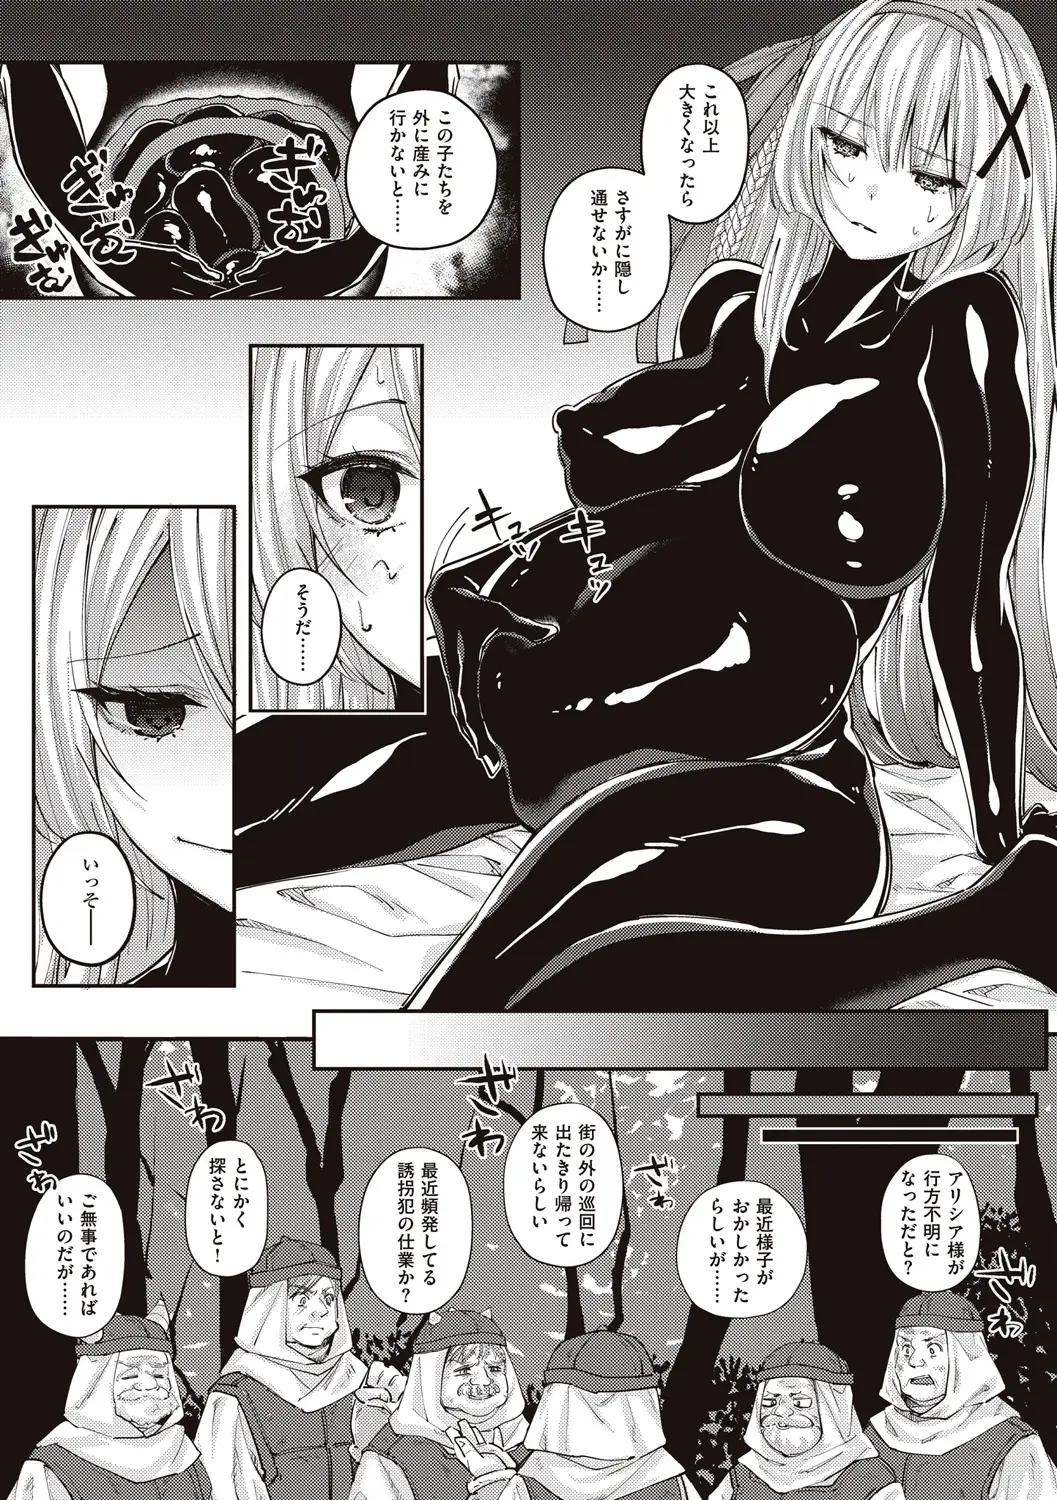 これ以上
大きくなったら
さすがに隠し
通せないか……
この子たちを
外に産みに
行かないと……
ぎゅむ
ぎゅむ
ぎゅむ
キュッ
キュッ
そうだ……
いっそ──
アリシア様が
行方不明に
なっただと?
最近様子が
おかしかった
らしいが……
街の外の巡回に
出たきり帰って
来ないらしい
最近頻発してる
誘拐犯の仕業か?
とにかく
探さないと!
ご無事であれば
いいのだが……
ざわ
ざわ
ざわ
ざわ
ざわ